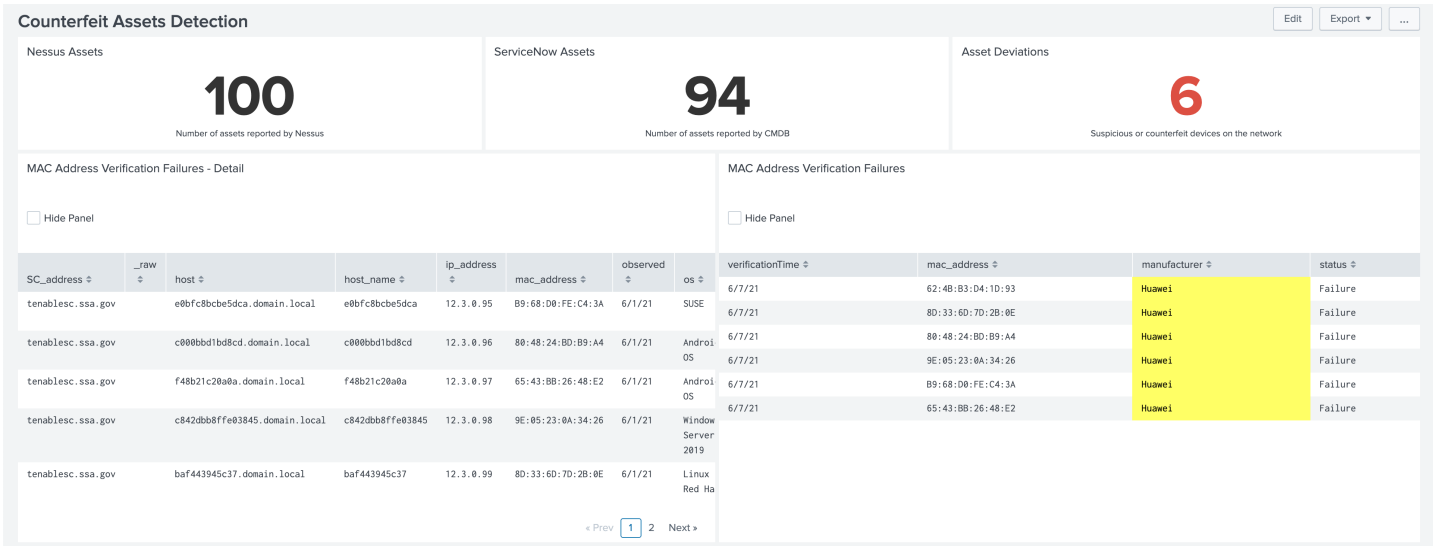 Counterfeit Assets Detection
Edit
Export
...
Nessus Assets
100
Number of assets reported by Nessus
ServiceNow Assets
94
Number of assets reported by CMDB
Asset Deviations
6
Suspicious or counterfeit devices on the network
MAC Address Verification Failures - Detail
Hide Panel
SC_address _raw host host_name ip_address mac_address observed os
tenablesc.ssa.gov e0bfc8bcbe5dca.domain.local e0bfc8bcbe5dca 12.3.0.95 B9:68:D0:FE:C4:3A 6/1/21 SUSE
tenablesc.ssa.gov c000bbd1bd8cd.domain.local c000bbd1bd8cd 12.3.0.96 80:48:24:BD:B9:A4 6/1/21 Androi
OS
tenablesc.ssa.gov f48b21c20a0a.domain.local f48b21c20a0a 12.3.0.97 65:43:BB:26:48:E2 6/1/21 Androi
OS
tenablesc.ssa.gov c842dbb8ffe03845.domain.local c842dbb8ffe03845 12.3.0.98 9E:05:23:0A:34:26 6/1/21 Window
Server
2019
tenablesc.ssa.gov baf443945c37.domain.local baf443945c37 12.3.0.99 8D:33:6D:7D:2B:0E 6/1/21 Linux
Red Ha
« Prev 1 2 Next »
MAC Address Verification Failures
Hide Panel
verificationTime mac_address manufacturer status
6/7/21 62:4B:B3:D4:1D:93 Huawei Failure
6/7/21 8D:33:6D:7D:2B:0E Huawei Failure
6/7/21 80:48:24:BD:B9:A4 Huawei Failure
6/7/21 9E:05:23:0A:34:26 Huawei Failure
6/7/21 B9:68:D0:FE:C4:3A Huawei Failure
6/7/21 65:43:BB:26:48:E2 Huawei Failure